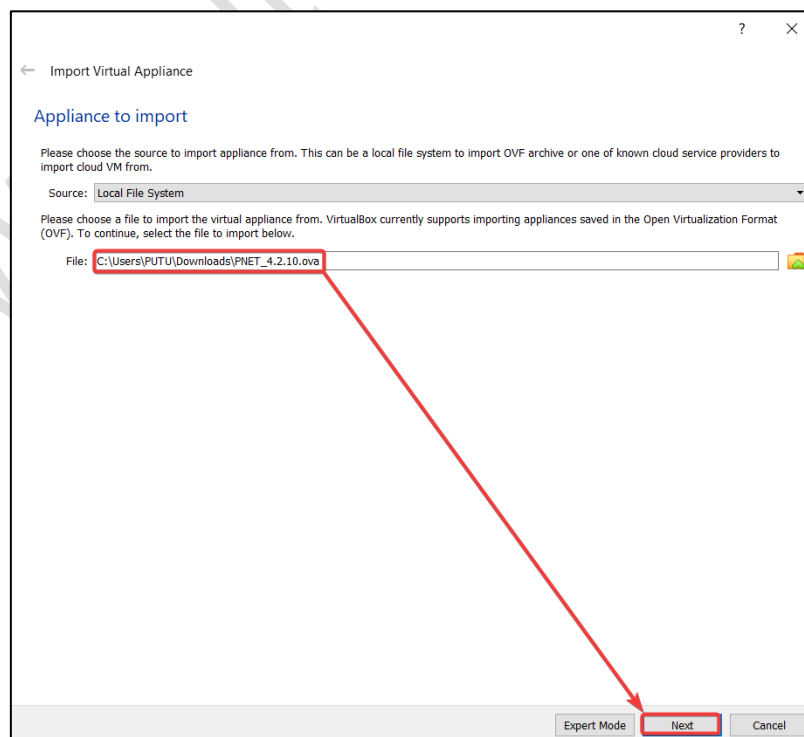 ?
Import Virtual Appliance
Appliance to import
Please choose the source to import appliance from. This can be a local file system to import OVF archive or one of known cloud service providers to
import cloud VM from.
Source: Local File System
Please choose a file to import the virtual appliance from. VirtualBox currently supports importing appliances saved in the Open Virtualization Format
(OVF). To continue, select the file to import below.
File: C:\Users\PUTU\Downloads\PNET_4.2.10.ova
Expert Mode Next Cancel